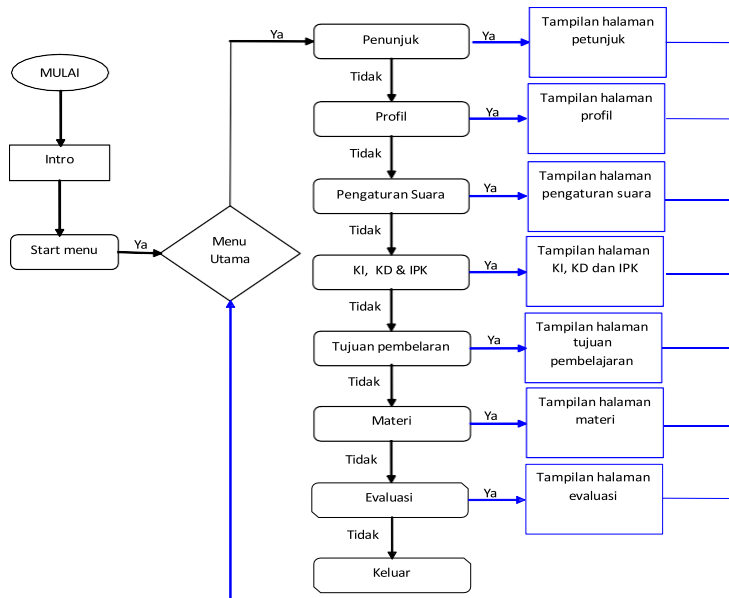 MULAI
Intro
Start menu
Ya
Menu
Utama
Ya
Penunjuk
Ya
Tampilan halaman
petunjuk
Tidak
Profil
Ya
Tampilan halaman
profil
Tidak
Pengaturan Suara
Ya
Tampilan halaman
pengaturan suara
Tidak
KI, KD & IPK
Ya
Tampilan halaman
KI, KD dan IPK
Tidak
Tujuan pembelaran
Ya
Tampilan halaman
tujuan
pembelajaran
Tidak
Materi
Ya
Tampilan halaman
materi
Tidak
Evaluasi
Ya
Tampilan halaman
evaluasi
Tidak
Keluar